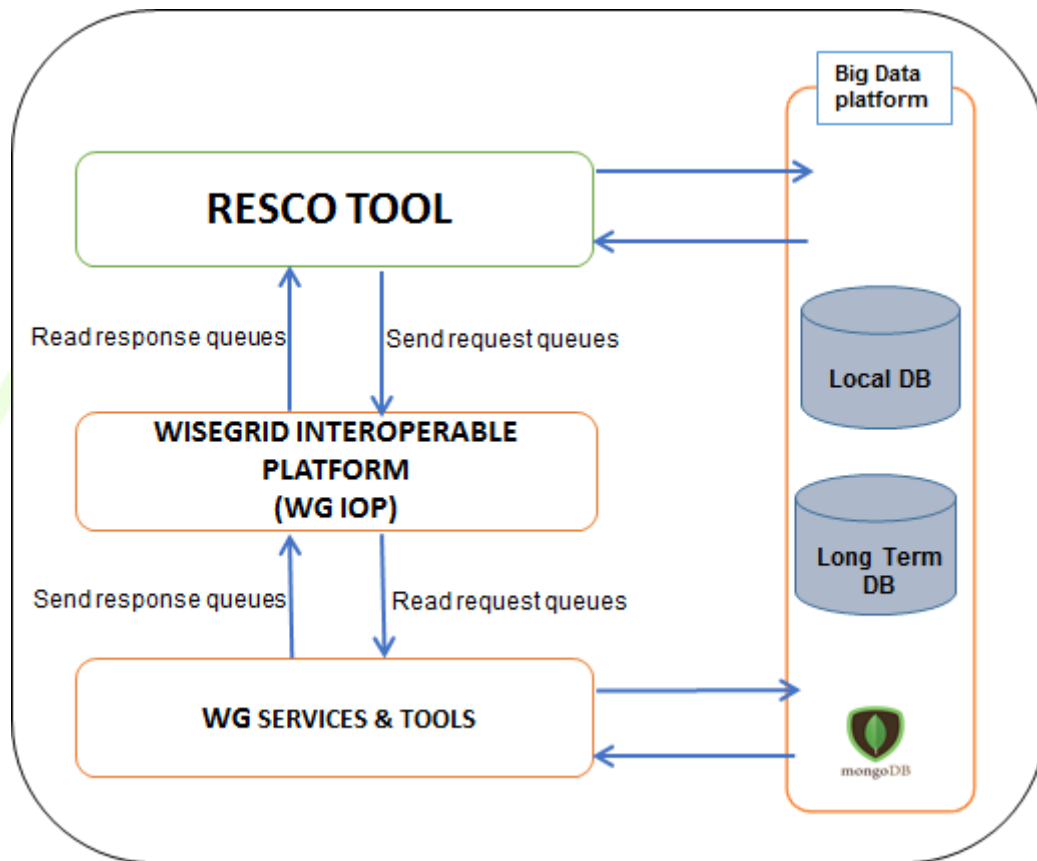 Big Data
platform
RESCO TOOL
Read response queues
Send request queues
Local DB
WISEGRID INTEROPERABLE
PLATFORM
(WG IOP)
Long Term
DB
Send response queues
Read request queues
WG SERVICES & TOOLS
mongoDB